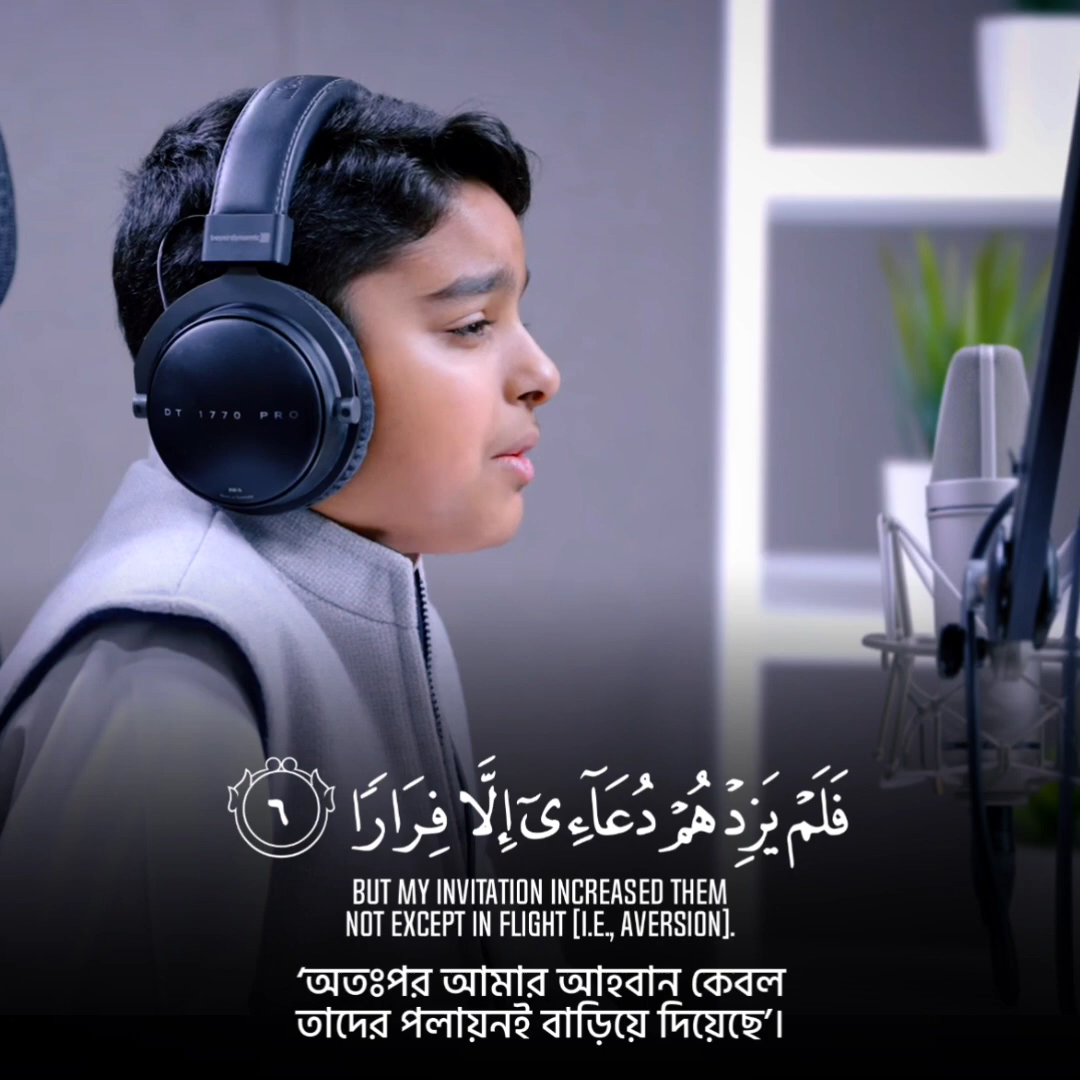 beyerdynamic
DT 1770 PRO
فَلَمْ يَزِدْهُمْ دُعَآءِىٓ إِلَّا فِرَارًا ٦
BUT MY INVITATION INCREASED THEM
NOT EXCEPT IN FLIGHT [I.E., AVERSION].
‘অতঃপর আমার আহবান কেবল
তাদের পলায়নই বাড়িয়ে দিয়েছে’।